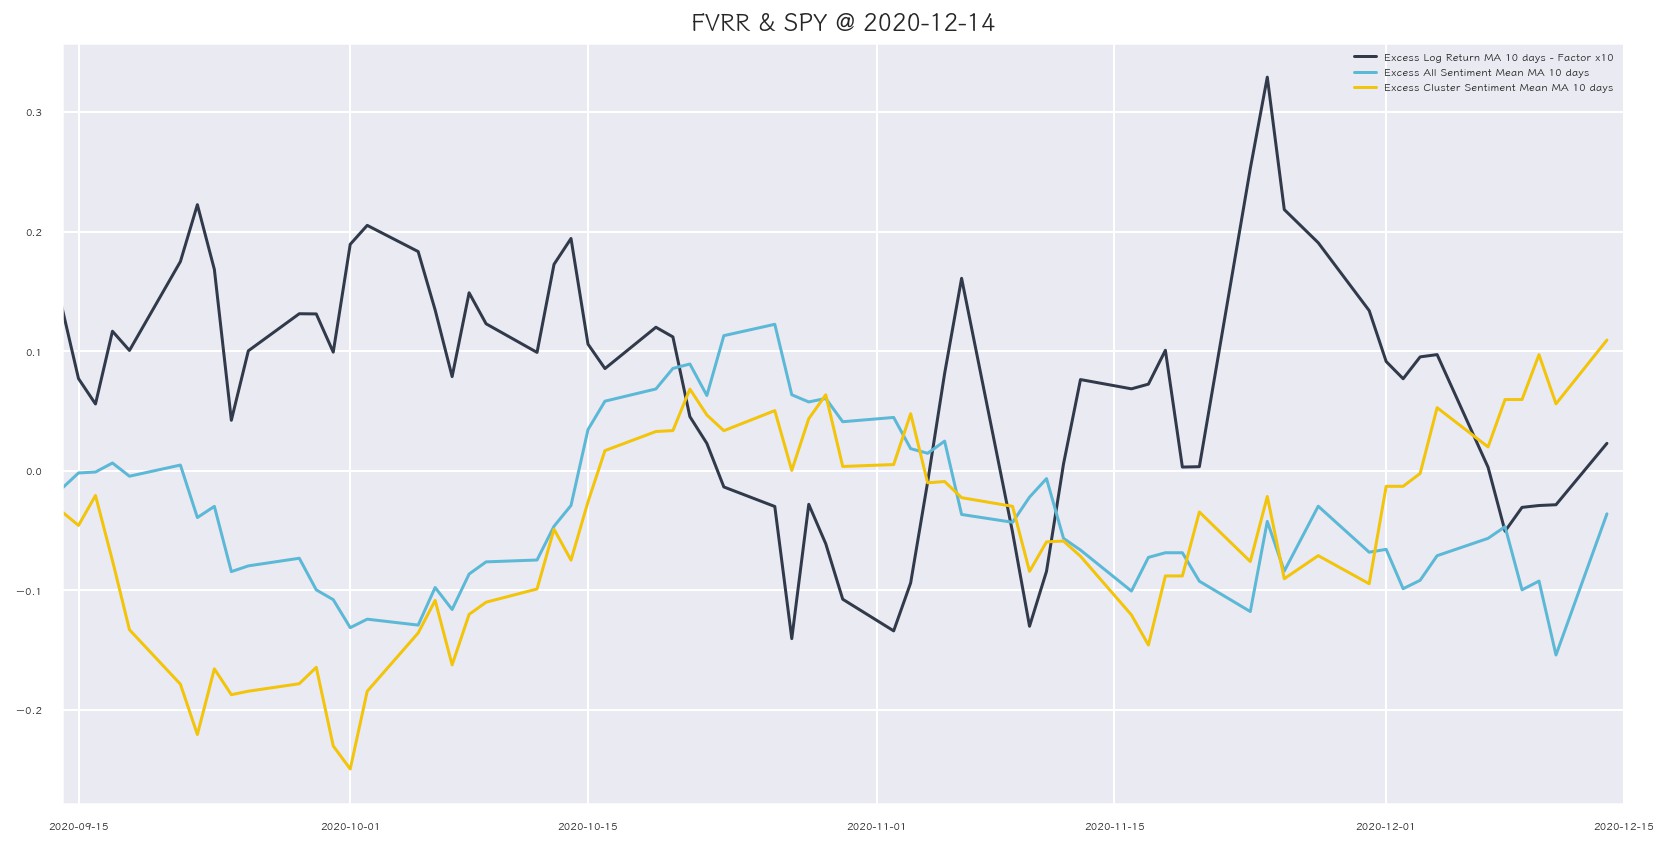 FVRR & SPY @ 2020-12-14
Excess Log Return MA 10 days - Factor x10
Excess All Sentiment Mean MA 10 days
Excess Cluster Sentiment Mean MA 10 days
0.3
0.2
0.1
0.0
−0.1
−0.2
2020-09-15 2020-10-01 2020-10-15 2020-11-01 2020-11-15 2020-12-01 2020-12-15